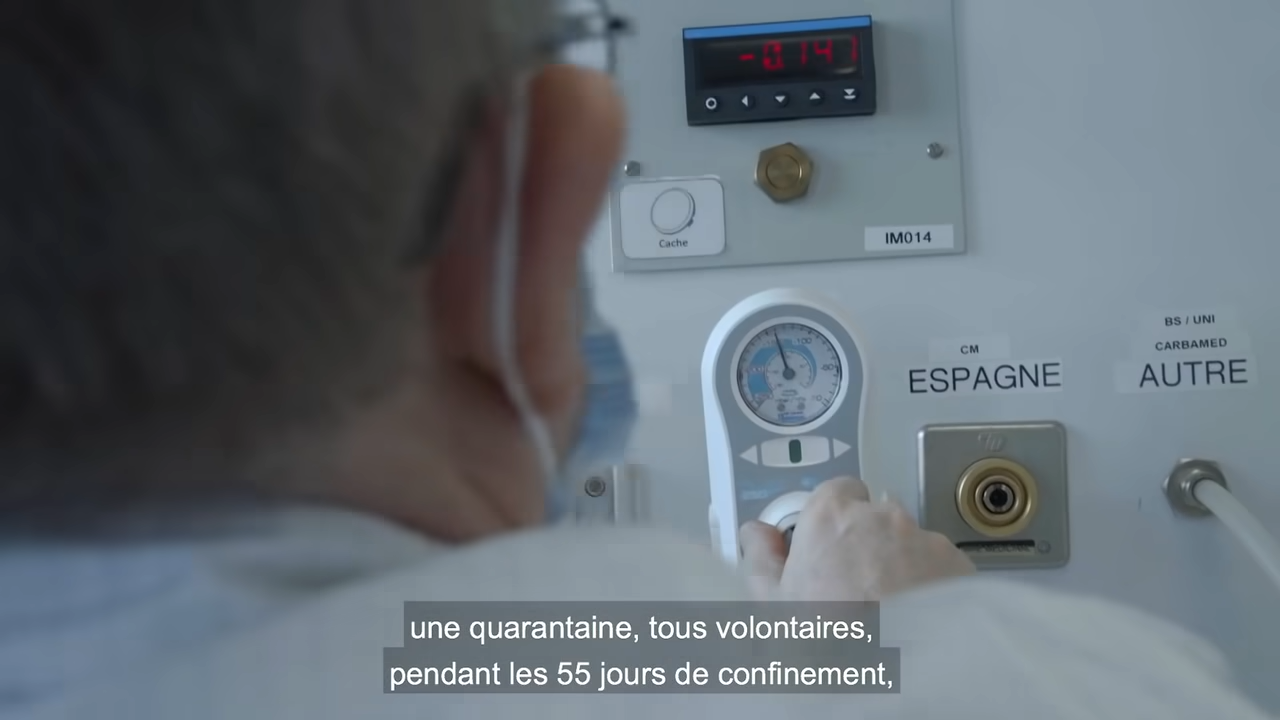 -0.141
Cache
IM014
CM
ESPAGNE
BS / UNI
CARBAMED
AUTRE
100
une quarantaine, tous volontaires,
pendant les 55 jours de confinement,